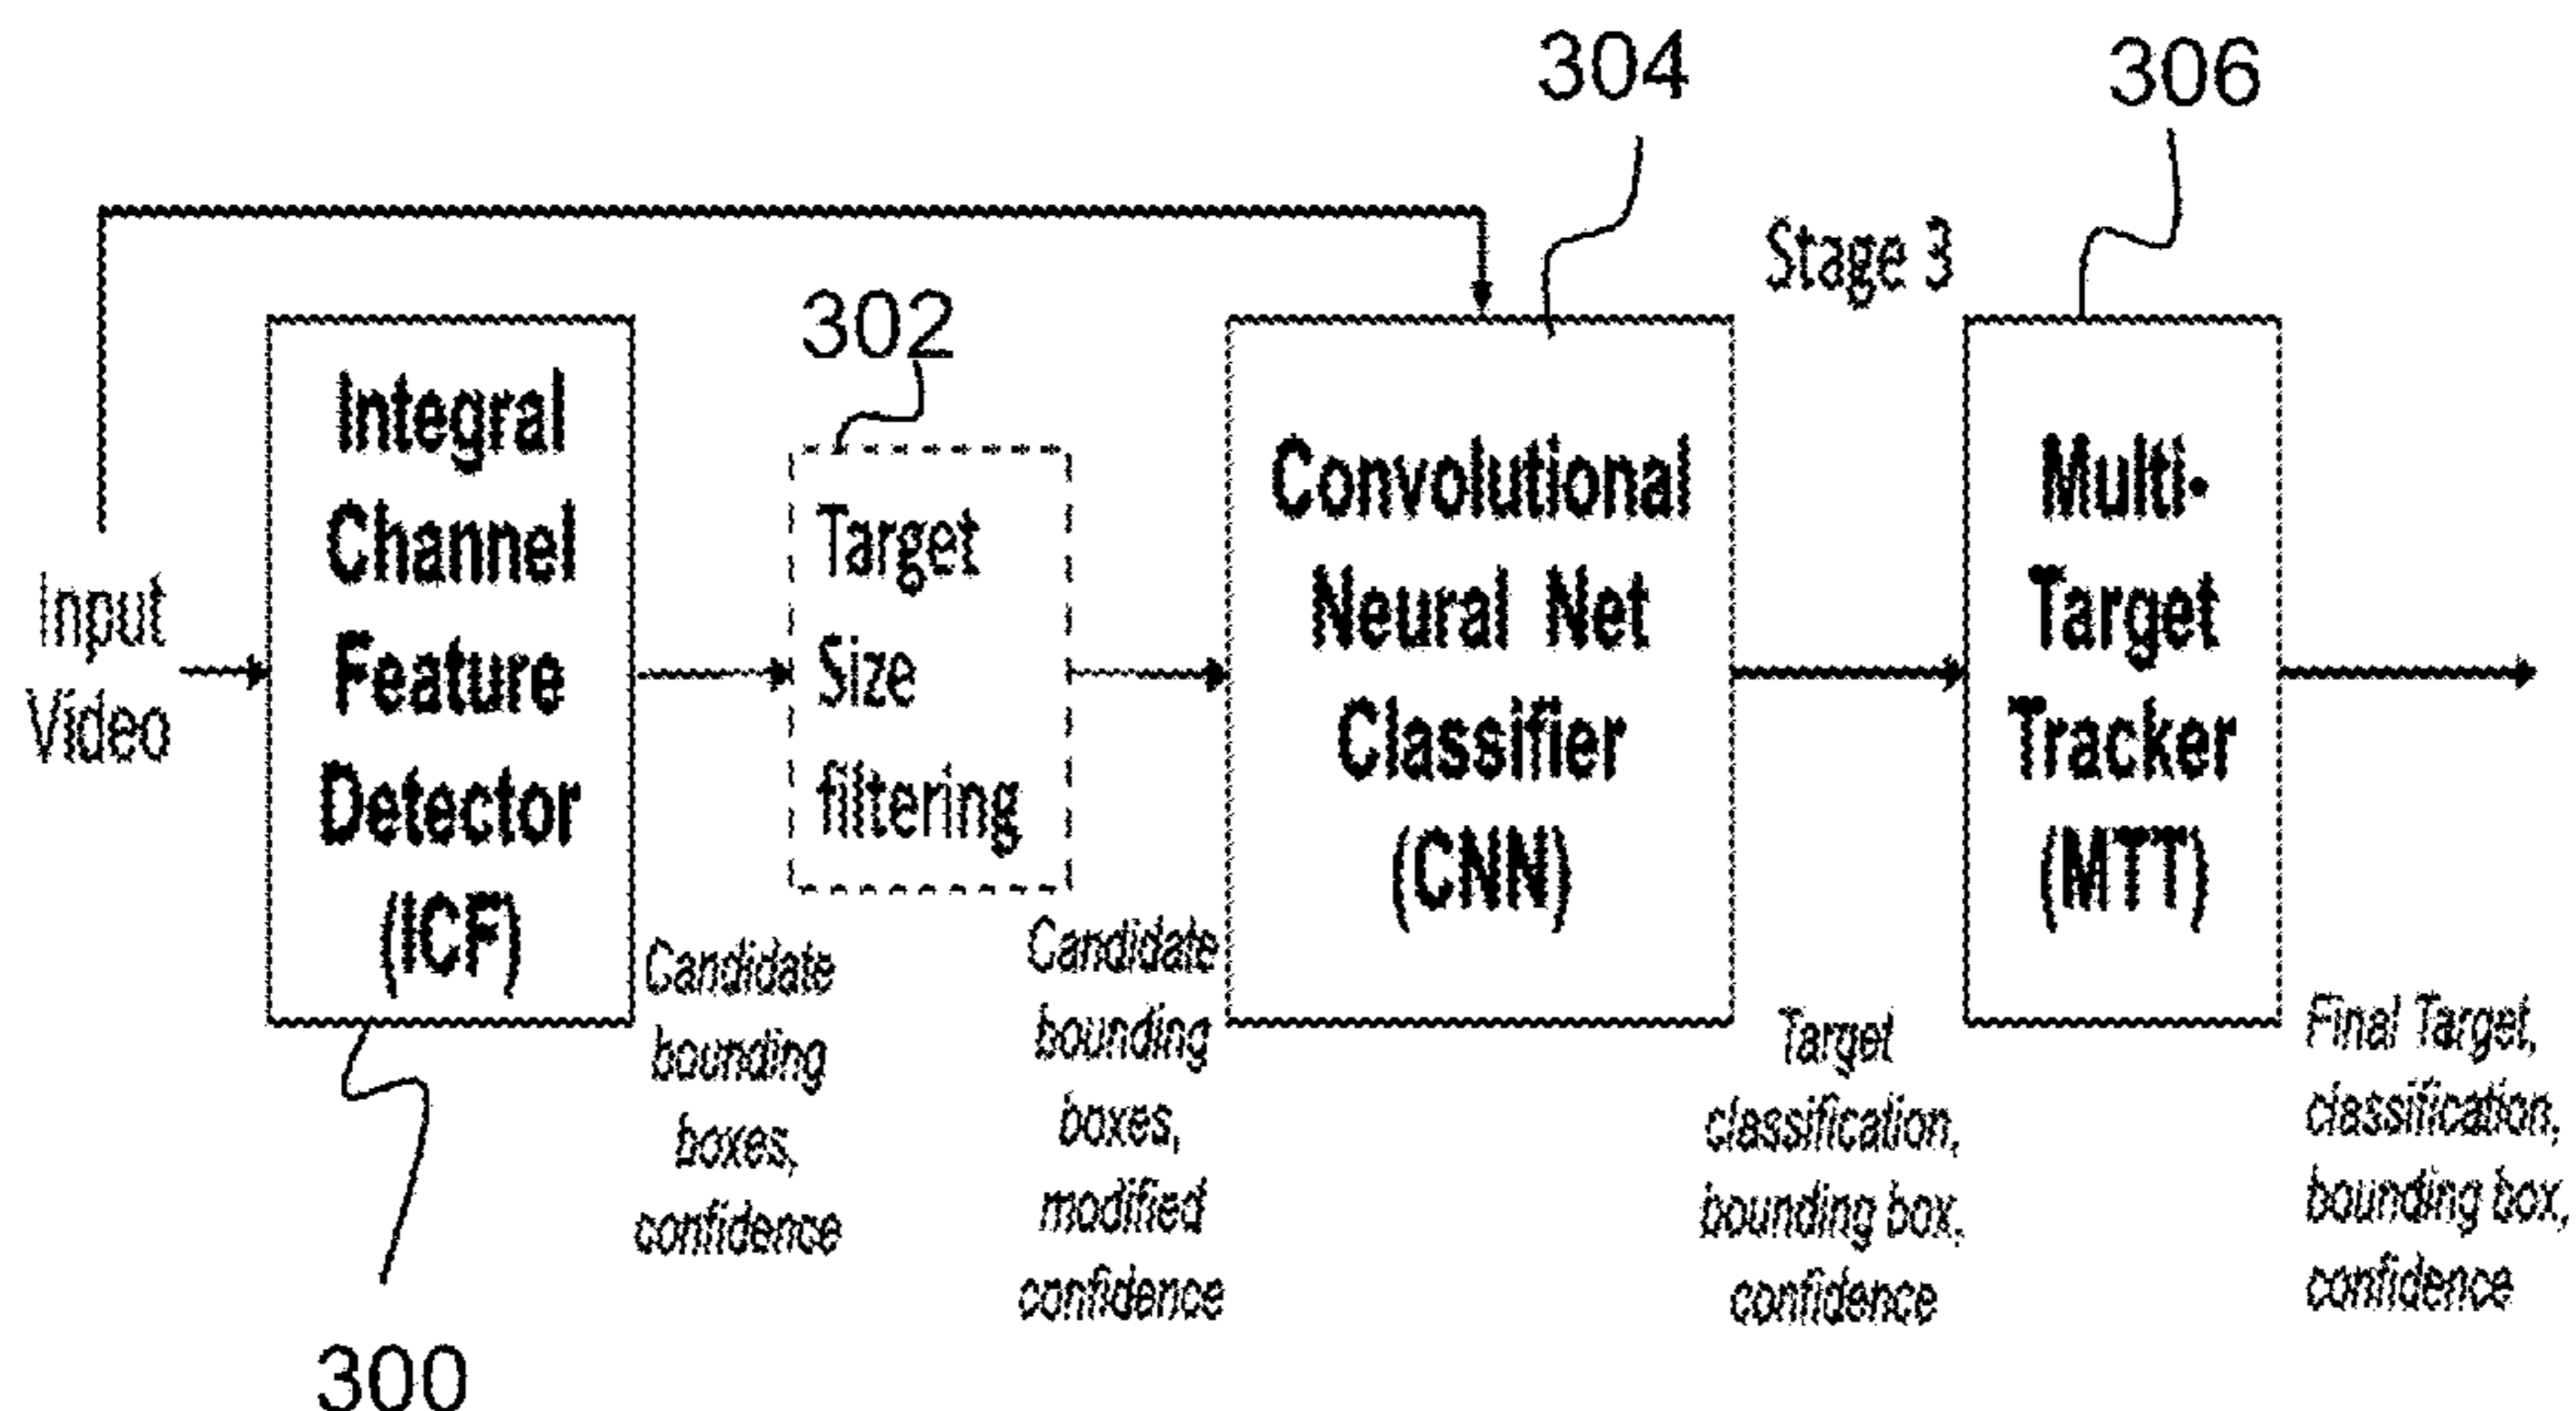 304
306
Stage 3
302
Input
Video
Integral
Channel
Feature
Detector
(ICF)
Target
Size
filtering
Convolutional
Neural Net
Classifier
(CNN)
Multi-
Target
Tracker
(MTT)
Candidate
bounding
boxes,
confidence
Candidate
bounding
boxes,
modified
confidence
Target
classification,
bounding box,
confidence
Final Target,
classification,
bounding box,
confidence
300